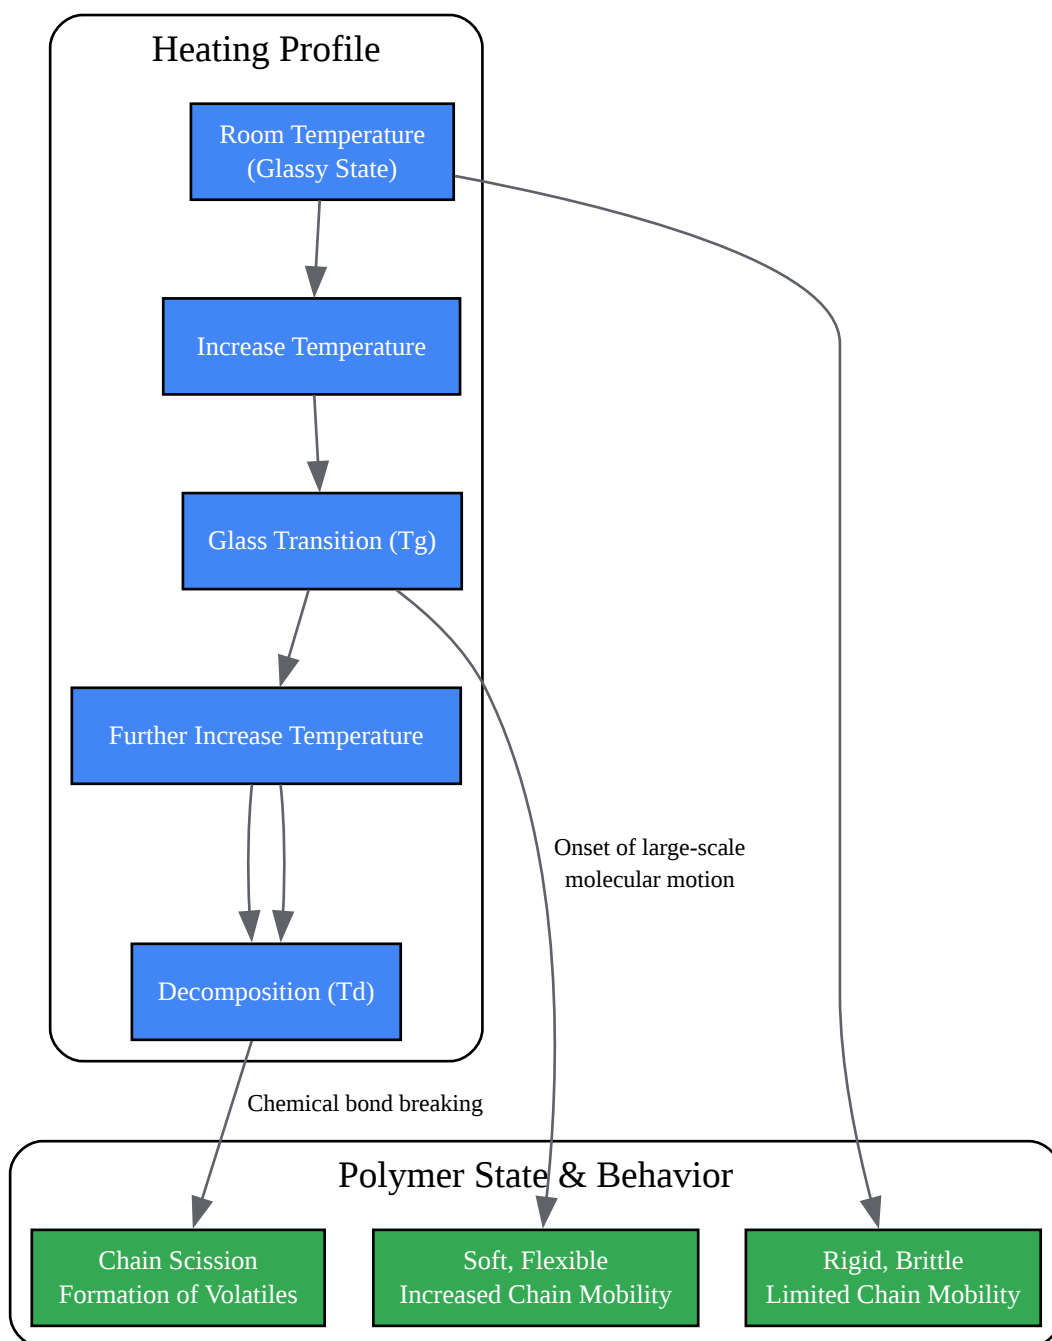 Heating Profile
Room Temperature
(Glassy State)
Increase Temperature
Glass Transition (Tg)
Further Increase Temperature
Onset of large-scale
molecular motion
Decomposition (Td)
Chemical bond breaking
Polymer State & Behavior
Chain Scission
Formation of Volatiles
Soft, Flexible
Increased Chain Mobility
Rigid, Brittle
Limited Chain Mobility